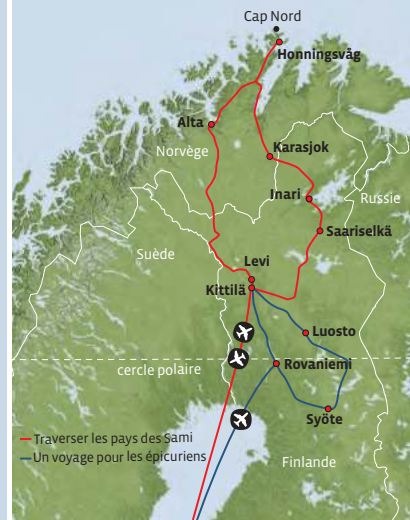 Cap Nord
Honningsvåg
Alta
Norvège
Karasjok
Inari
Russie
Saariselkä
Suède
Levi
Kittilä
Luosto
cercle polaire
Rovaniemi
Syöte
Traverser les pays des Sami
Un voyage pour les épicuriens
Finlande